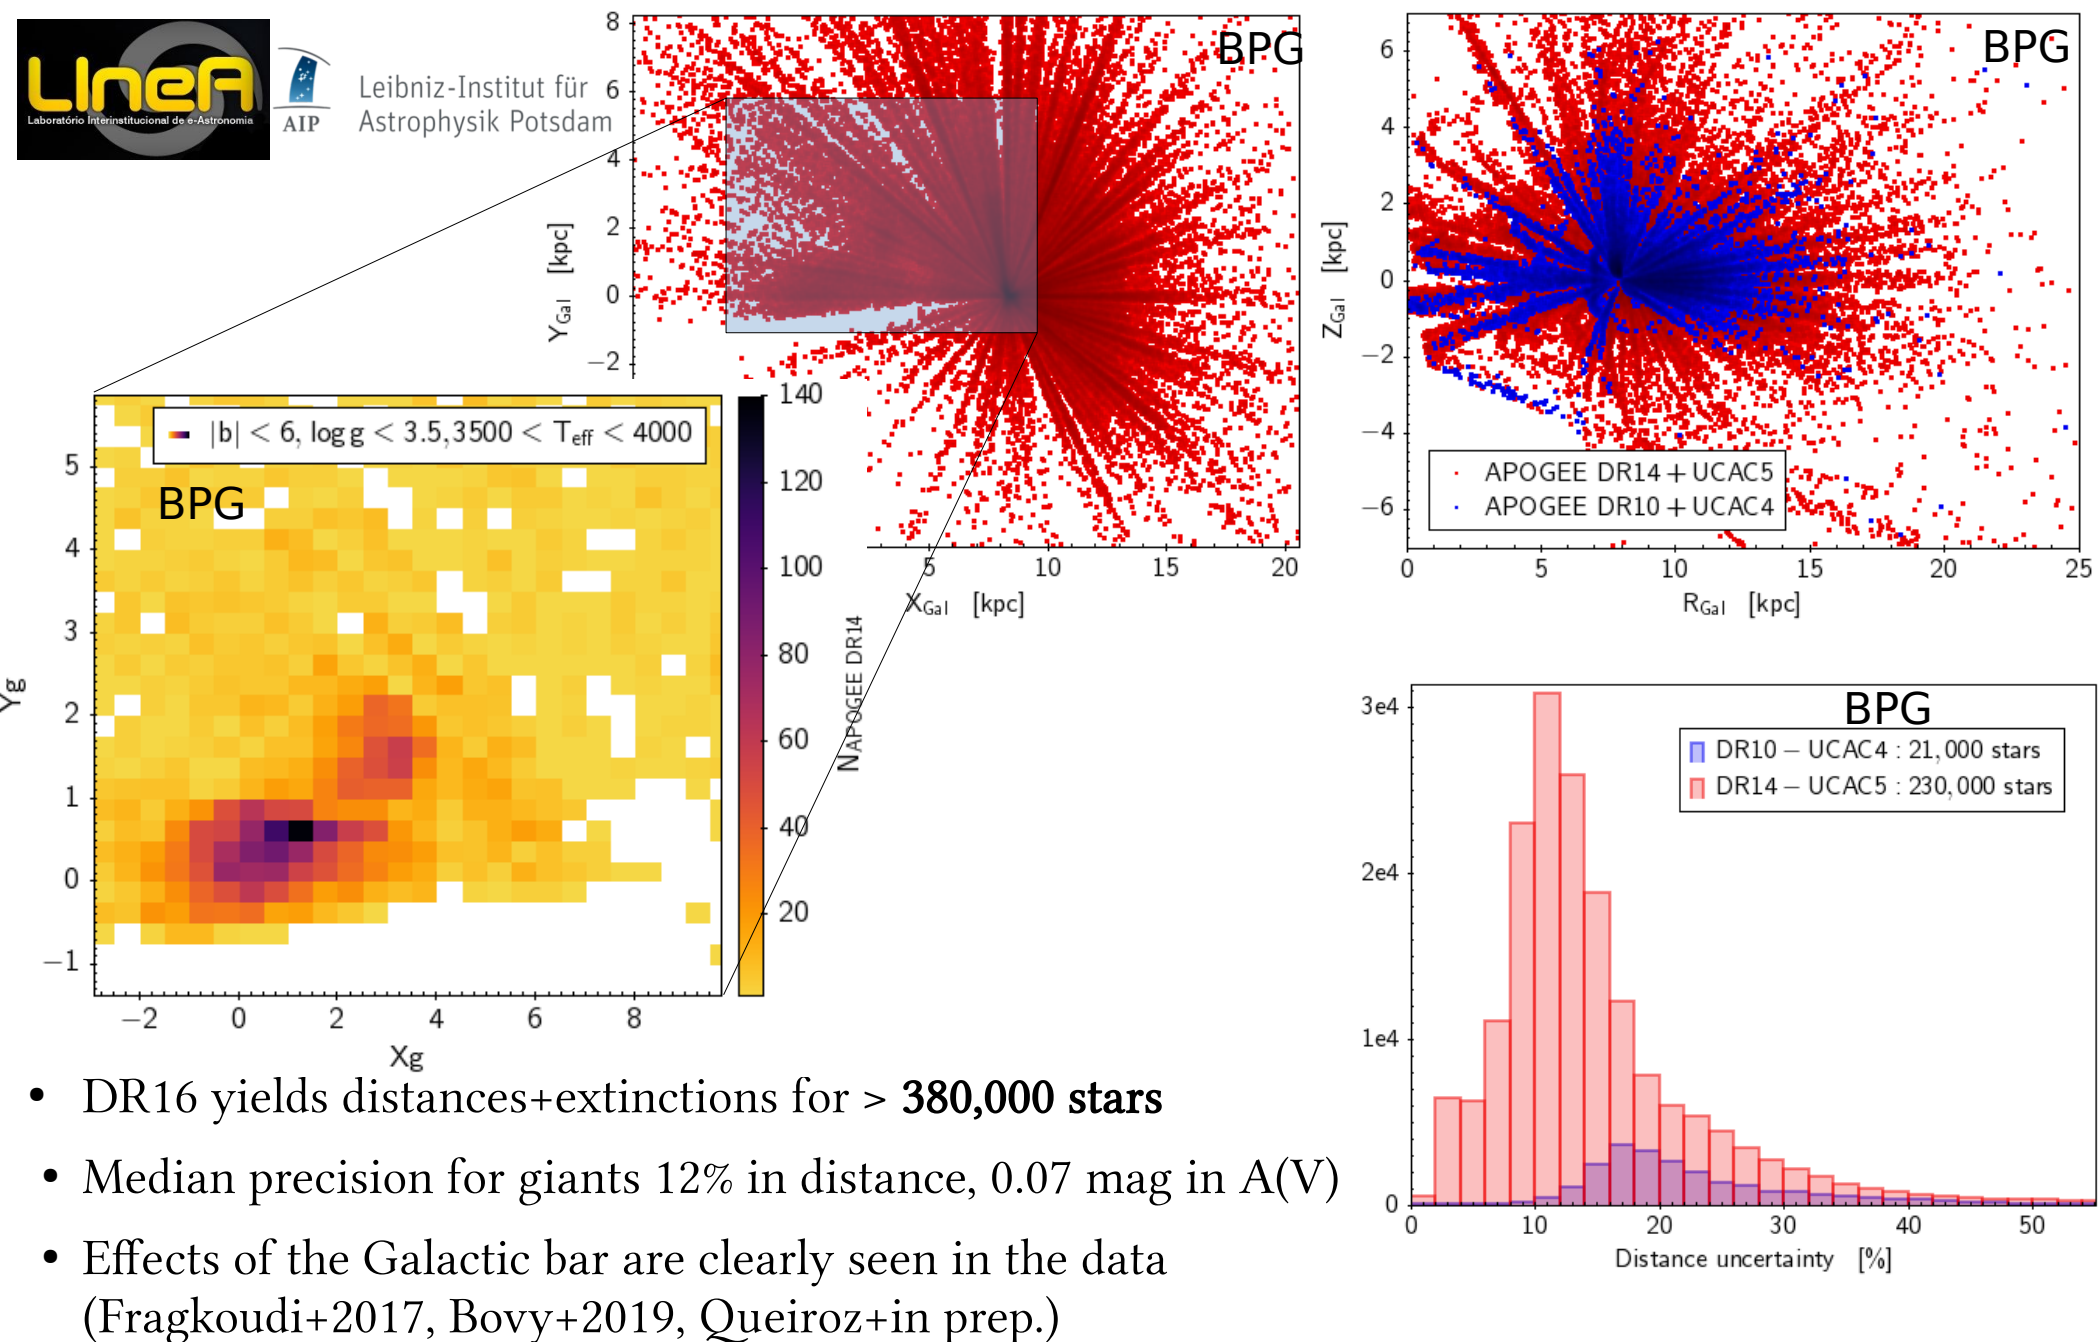 LIneA
Laboratório Interinstitucional de e-Astronomia
AIP
Leibniz-Institut für
Astrophysik Potsdam
BPG
8
6
4
2
0
−2
Y_Gal [kpc]
5 10 15 20
X_Gal [kpc]
BPG
6
4
2
0
−2
−4
−6
Z_Gal [kpc]
APOGEE DR14 + UCAC5
APOGEE DR10 + UCAC4
0 5 10 15 20 25
R_Gal [kpc]
|b| < 6, log g < 3.5, 3500 < T_eff < 4000
BPG
5
4
3
2
1
0
−1
Yg
−2 0 2 4 6 8
Xg
140
120
100
80
60
40
20
N_APOGEE DR14
BPG
DR10 − UCAC4 : 21,000 stars
DR14 − UCAC5 : 230,000 stars
3e4
2e4
1e4
0
0 10 20 30 40 50
Distance uncertainty [%]
• DR16 yields distances+extinctions for > 380,000 stars
• Median precision for giants 12% in distance, 0.07 mag in A(V)
• Effects of the Galactic bar are clearly seen in the data
(Fragkoudi+2017, Bovy+2019, Queiroz+in prep.)